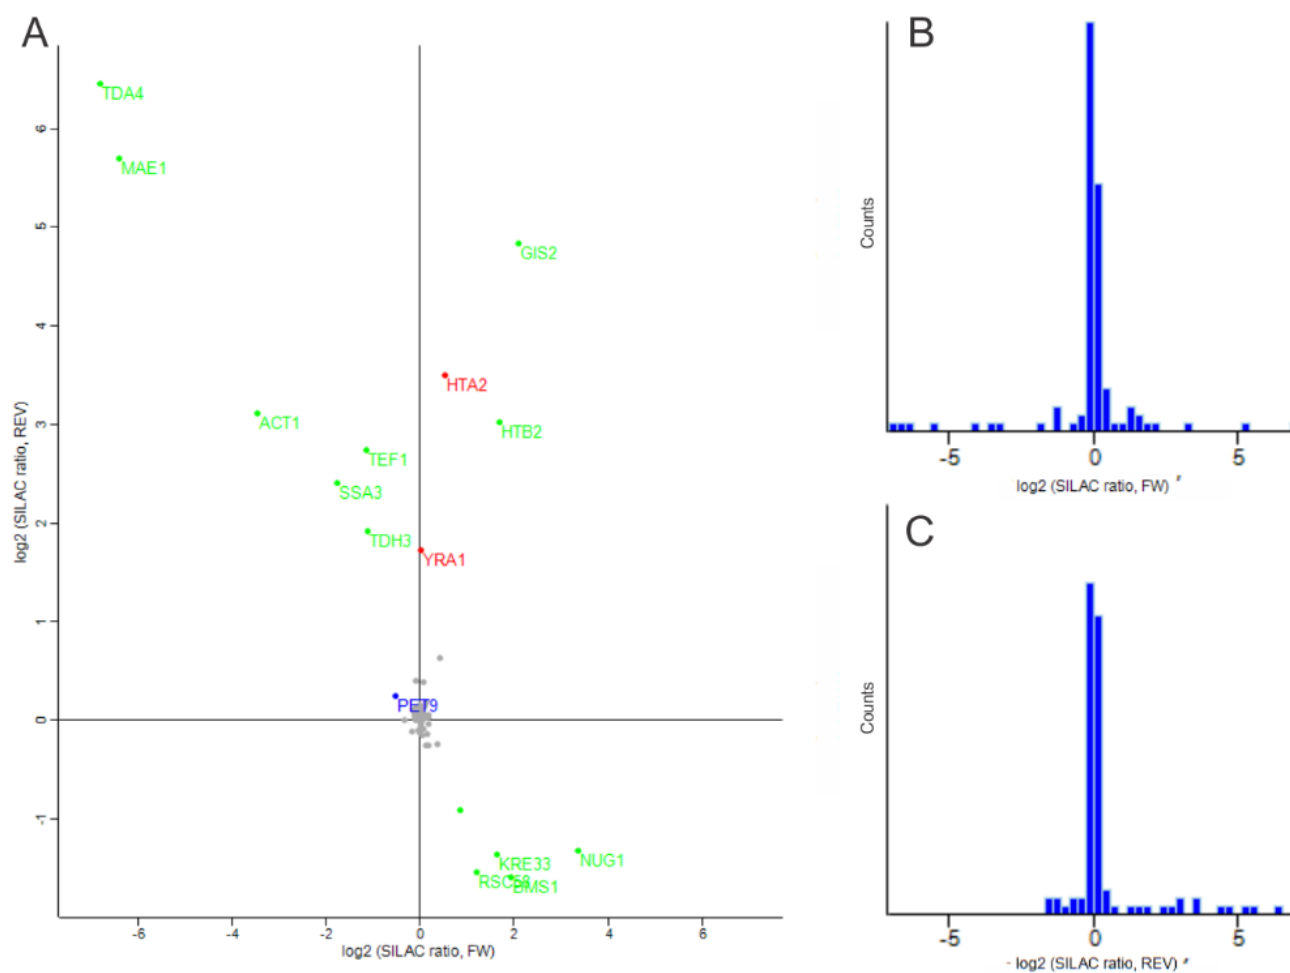 A
TDA4
MAE1
GIS2
HTA2
ACT1
HTB2
TEF1
SSA3
TDH3
YRA1
PET9
KRE33
NUG1
RSC58
BMS1
6
5
4
3
2
1
0
-1
log2 (SILAC ratio, REV)
-6
-4
-2
0
2
4
6
log2 (SILAC ratio, FW)
B
Counts
-5
0
5
log2 (SILAC ratio, FW)
C
Counts
-5
0
5
- log2 (SILAC ratio, REV)